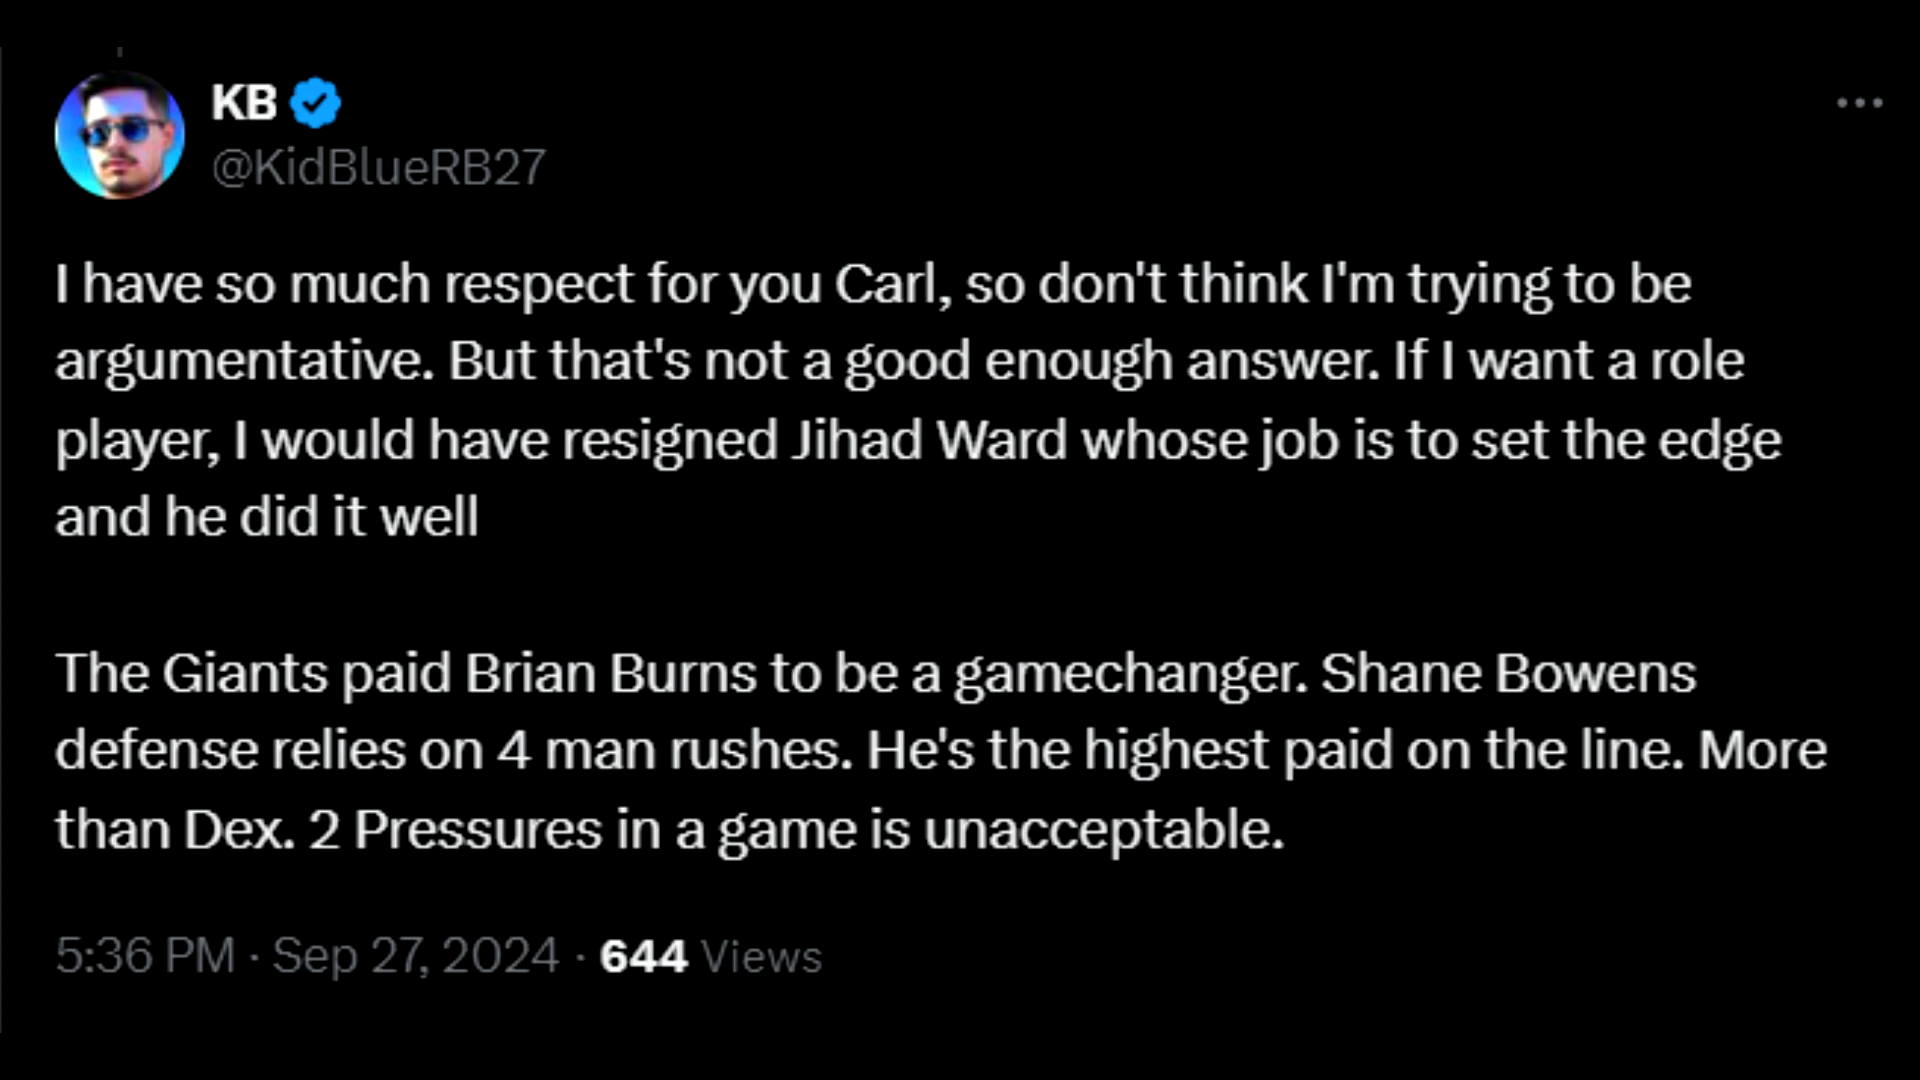 KB
@KidBlueRB27
I have so much respect for you Carl, so don't think I'm trying to be
argumentative. But that's not a good enough answer. If I want a role
player, I would have resigned Jihad Ward whose job is to set the edge
and he did it well
The Giants paid Brian Burns to be a gamechanger. Shane Bowens
defense relies on 4 man rushes. He's the highest paid on the line. More
than Dex. 2 Pressures in a game is unacceptable.
5:36 PM · Sep 27, 2024 · 644 Views